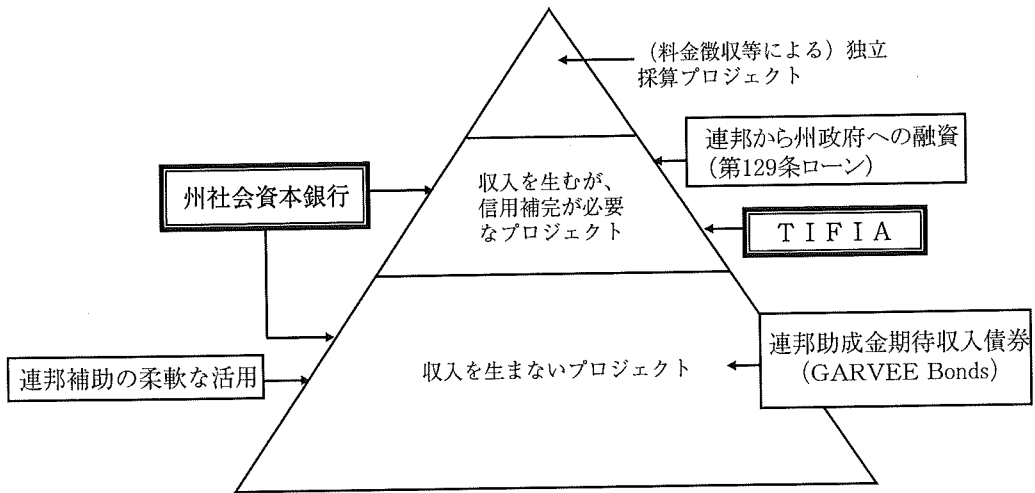 （料金徴収等による）独立
採算プロジェクト
連邦から州政府への融資
(第129条ローン)
収入を生むが、
信用補完が必要
なプロジェクト
州社会資本銀行
ＴＩＦＩＡ
連邦助成金期待収入債券
(GARVEE Bonds)
収入を生まないプロジェクト
連邦補助の柔軟な活用